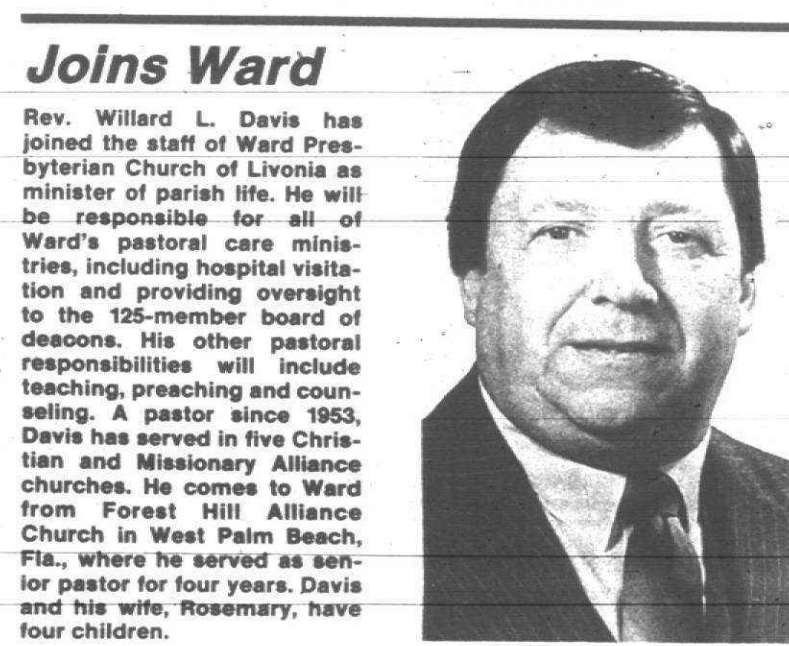 Joins Ward
Rev. Willard L. Davis has
joined the staff of Ward Pres-
byterian Church of Livonia as
minister of parish life. He will
be responsible for all of
Ward's pastoral care minis-
tries, including hospital visita-
tion and providing oversight
to the 125-member board of
deacons. His other pastoral
responsibilities will include
teaching, preaching and coun-
seling. A pastor since 1953,
Davis has served in five Chris-
tian and Missionary Alliance
churches. He comes to Ward
from Forest Hill Alliance
Church in West Palm Beach,
Fla., where he served as sen-
ior pastor for four years. Davis
and his wife, Rosemary, have
four children.